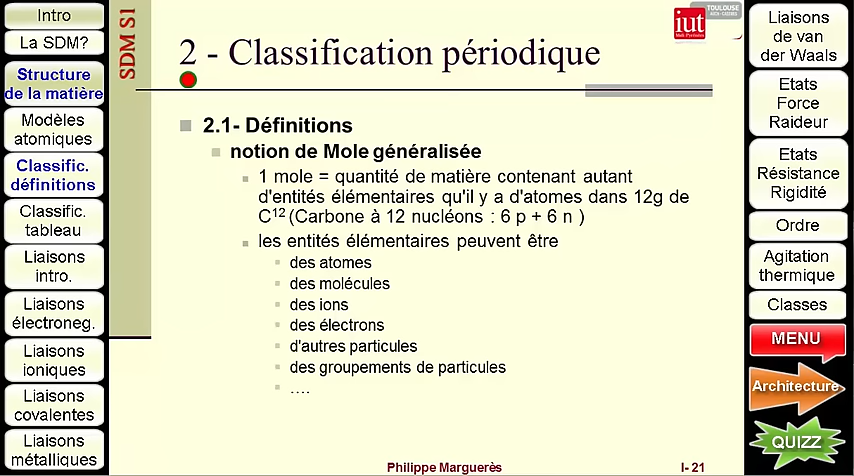 Intro
La SDM?
Structure
de la matière
Modèles
atomiques
Classific.
définitions
Classific.
tableau
Liaisons
intro.
Liaisons
électroneg.
Liaisons
ioniques
Liaisons
covalentes
Liaisons
métalliques
SDM S1
iut
TOULOUSE
2 - Classification périodique
2.1- Définitions
notion de Mole généralisée
1 mole = quantité de matière contenant autant
d'entités élémentaires qu'il y a d'atomes dans 12g de
C12 (Carbone à 12 nucléons : 6 p + 6 n )
les entités élémentaires peuvent être
des atomes
des molécules
des ions
des électrons
d'autres particules
des groupements de particules
....
Philippe Marguerès
I- 21
Liaisons
de van
der Waals
Etats
Force
Raideur
Etats
Résistance
Rigidité
Ordre
Agitation
thermique
Classes
MENU
Architecture
QUIZZ